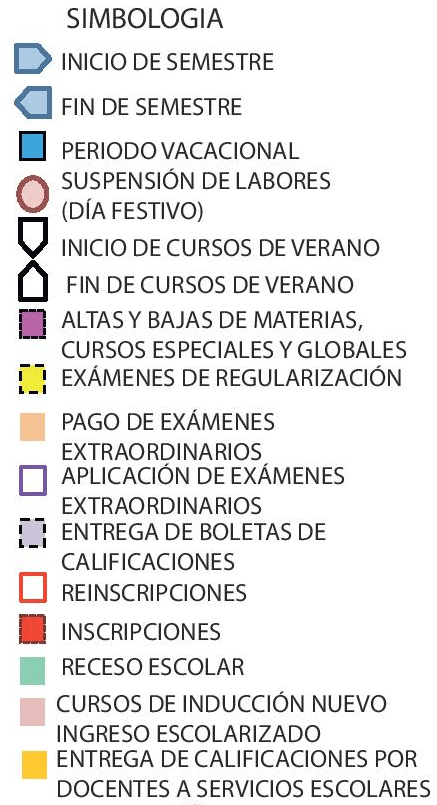 SIMBOLOGIA
INICIO DE SEMESTRE
FIN DE SEMESTRE
PERIODO VACACIONAL
SUSPENSIÓN DE LABORES
(DÍA FESTIVO)
INICIO DE CURSOS DE VERANO
FIN DE CURSOS DE VERANO
ALTAS Y BAJAS DE MATERIAS,
CURSOS ESPECIALES Y GLOBALES
EXÁMENES DE REGULARIZACIÓN
PAGO DE EXÁMENES
EXTRAORDINARIOS
APLICACIÓN DE EXÁMENES
EXTRAORDINARIOS
ENTREGA DE BOLETAS DE
CALIFICACIONES
REINSCRIPCIONES
INSCRIPCIONES
RECESO ESCOLAR
CURSOS DE INDUCCIÓN NUEVO
INGRESO ESCOLARIZADO
ENTREGA DE CALIFICACIONES POR
DOCENTES A SERVICIOS ESCOLARES